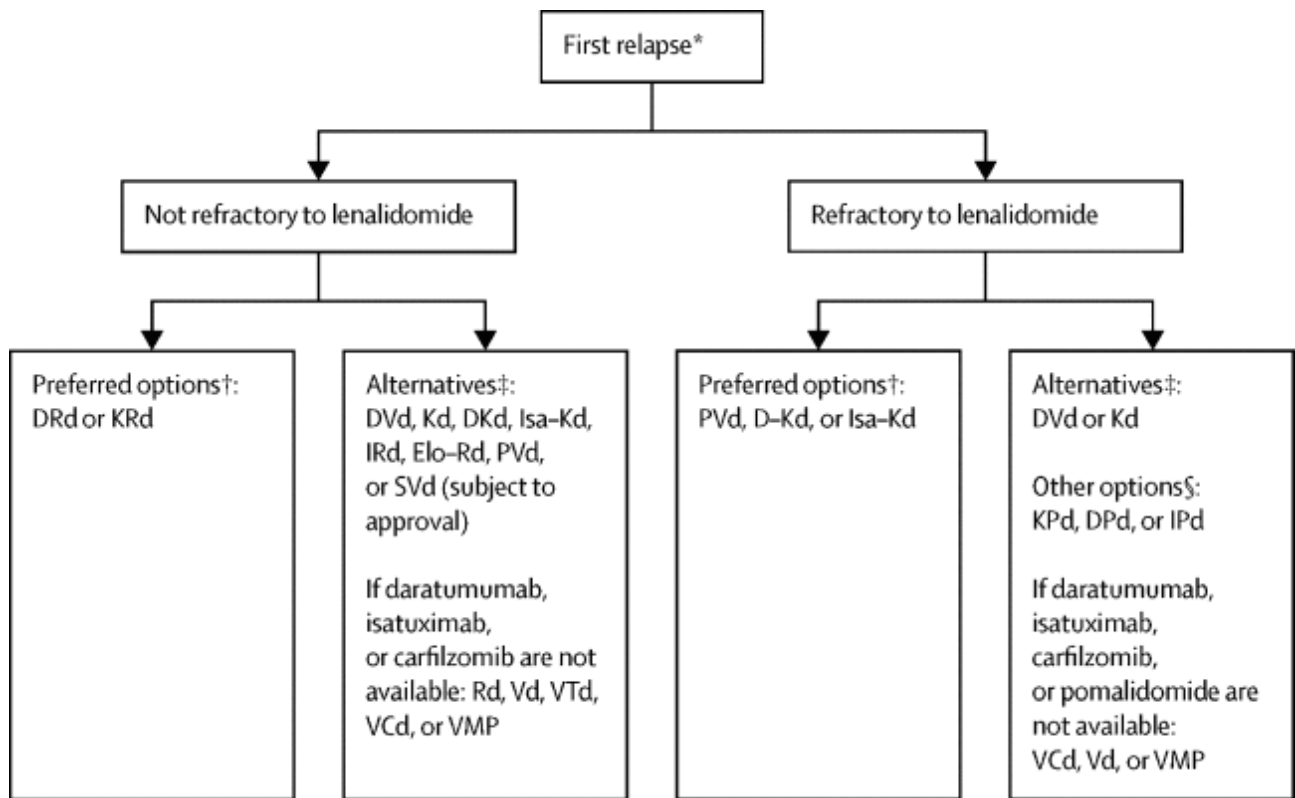 First relapse*
Not refractory to lenalidomide
Refractory to lenalidomide
Preferred options†:
DRd or KRd
Alternatives‡:
DVd, Kd, DKd, Isa–Kd,
IRd, Elo–Rd, PVd,
or SVd (subject to
approval)
If daratumumab,
isatuximab,
or carfilzomib are not
available: Rd, Vd, VTd,
VCd, or VMP
Preferred options†:
PVd, D–Kd, or Isa–Kd
Alternatives‡:
DVd or Kd
Other options§:
KPd, DPd, or IPd
If daratumumab,
isatuximab,
carfilzomib,
or pomalidomide are
not available:
VCd, Vd, or VMP